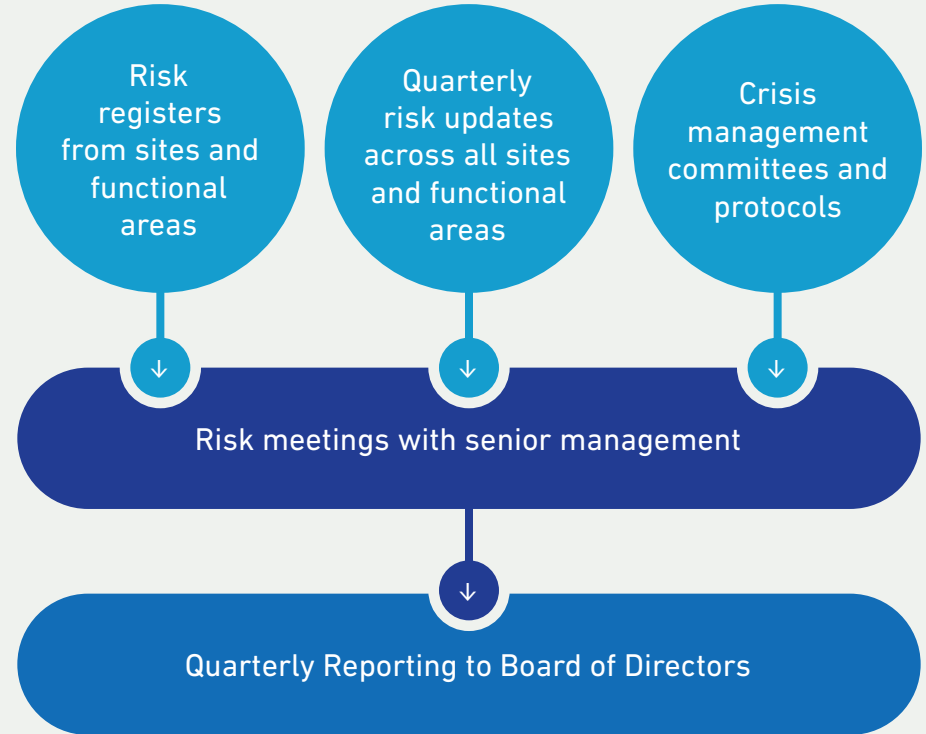 Risk
registers
from sites and
functional
areas
Quarterly
risk updates
across all sites
and functional
areas
Crisis
management
committees and
protocols
Risk meetings with senior management
Quarterly Reporting to Board of Directors